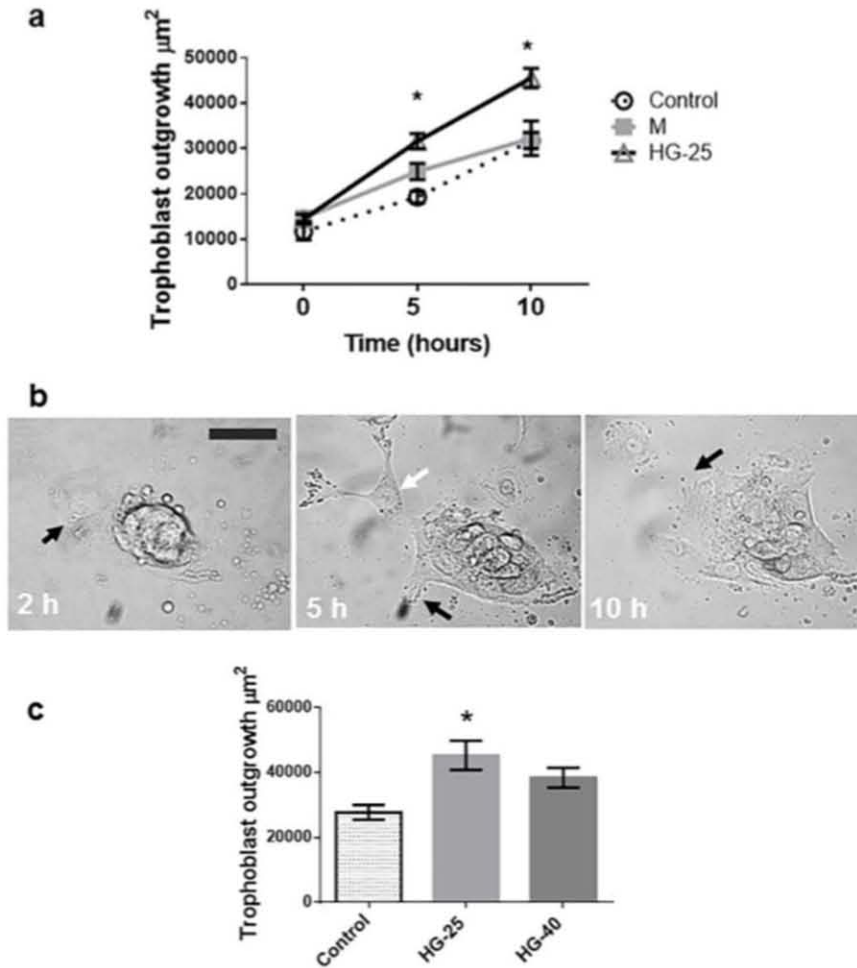 a
Trophoblast outgrowth µm²
50000
40000
30000
20000
10000
0
* *
0 5 10
Time (hours)
Control
M
HG-25
b
2 h 5 h 10 h
c
Trophoblast outgrowth µm²
60000
40000
20000
0
*
Control HG-25 HG-40